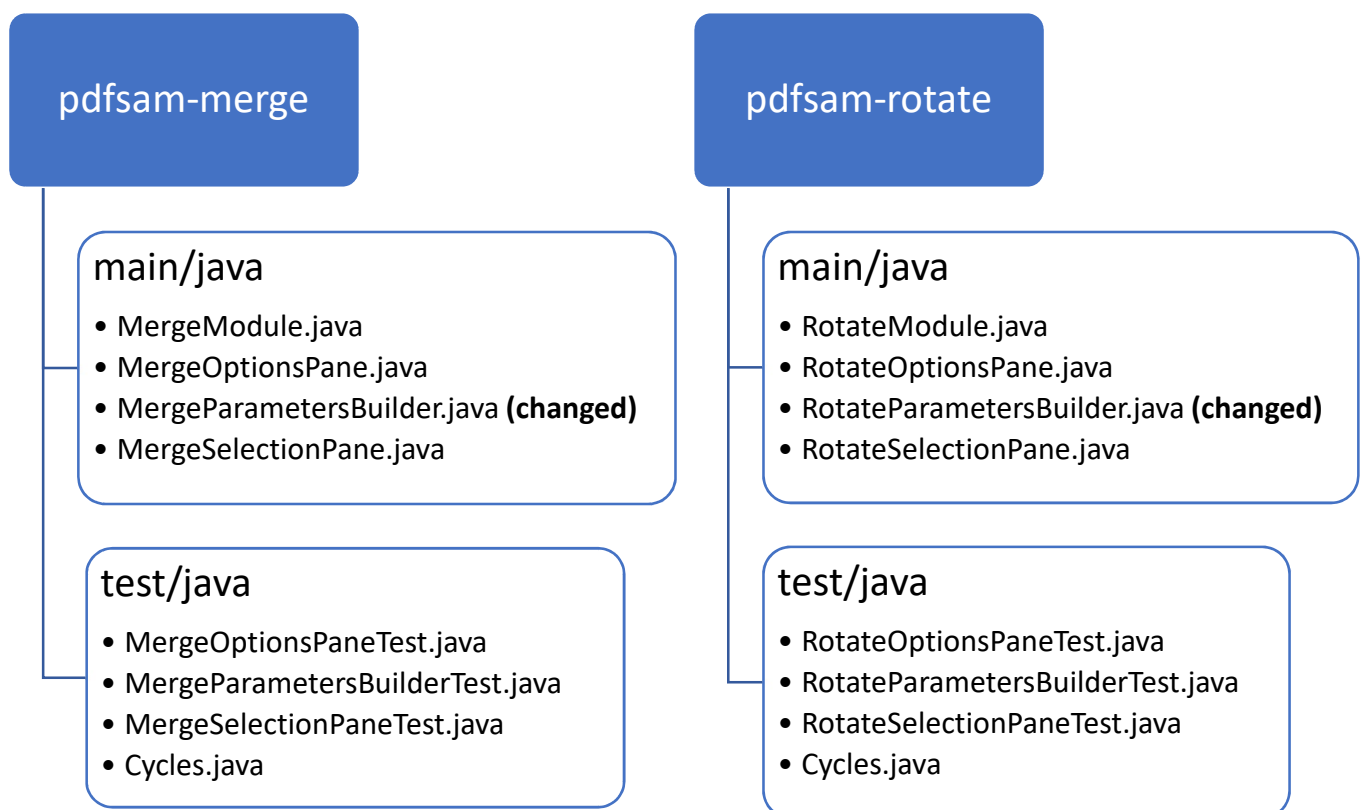 pdfsam-merge
main/java
• MergeModule.java
• MergeOptionsPane.java
• MergeParametersBuilder.java (changed)
• MergeSelectionPane.java
test/java
• MergeOptionsPaneTest.java
• MergeParametersBuilderTest.java
• MergeSelectionPaneTest.java
• Cycles.java
pdfsam-rotate
main/java
• RotateModule.java
• RotateOptionsPane.java
• RotateParametersBuilder.java (changed)
• RotateSelectionPane.java
test/java
• RotateOptionsPaneTest.java
• RotateParametersBuilderTest.java
• RotateSelectionPaneTest.java
• Cycles.java